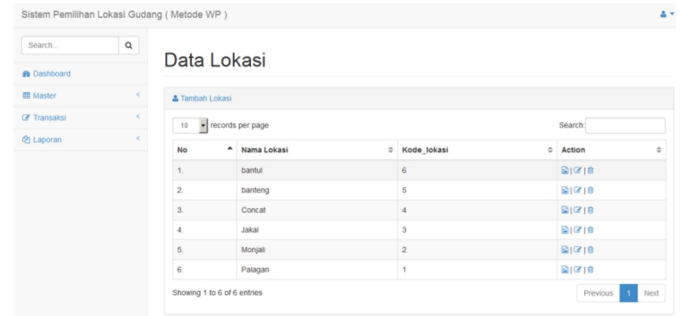 Sistem Pemilihan Lokasi Gudang ( Metode WP )
Search...
Dashboard
Master
Transaksi
Laporan
Data Lokasi
Tambah Lokasi
10 records per page Search:
No Nama Lokasi Kode_lokasi Action
1. bantul 6 | |
2. banteng 5 | |
3. Concat 4 | |
4. Jakal 3 | |
5. Monjali 2 | |
6. Palagan 1 | |
Showing 1 to 6 of 6 entries Previous 1 Next